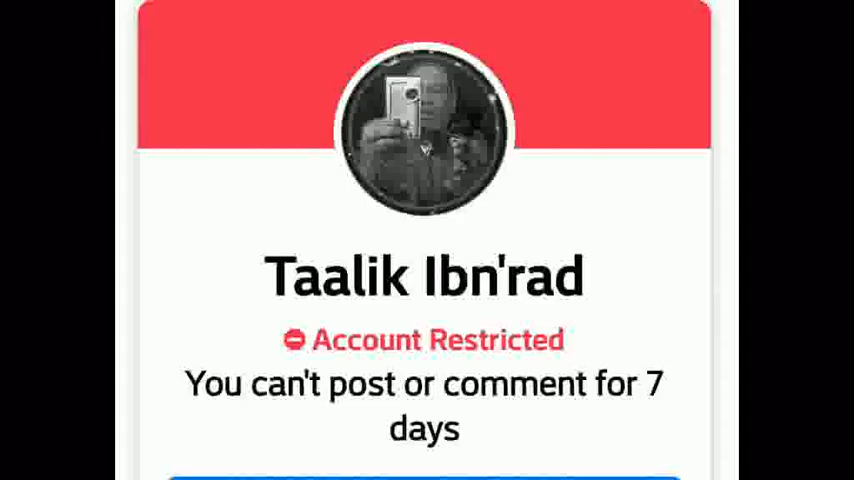 Taalik Ibn'rad
Account Restricted
You can't post or comment for 7
days